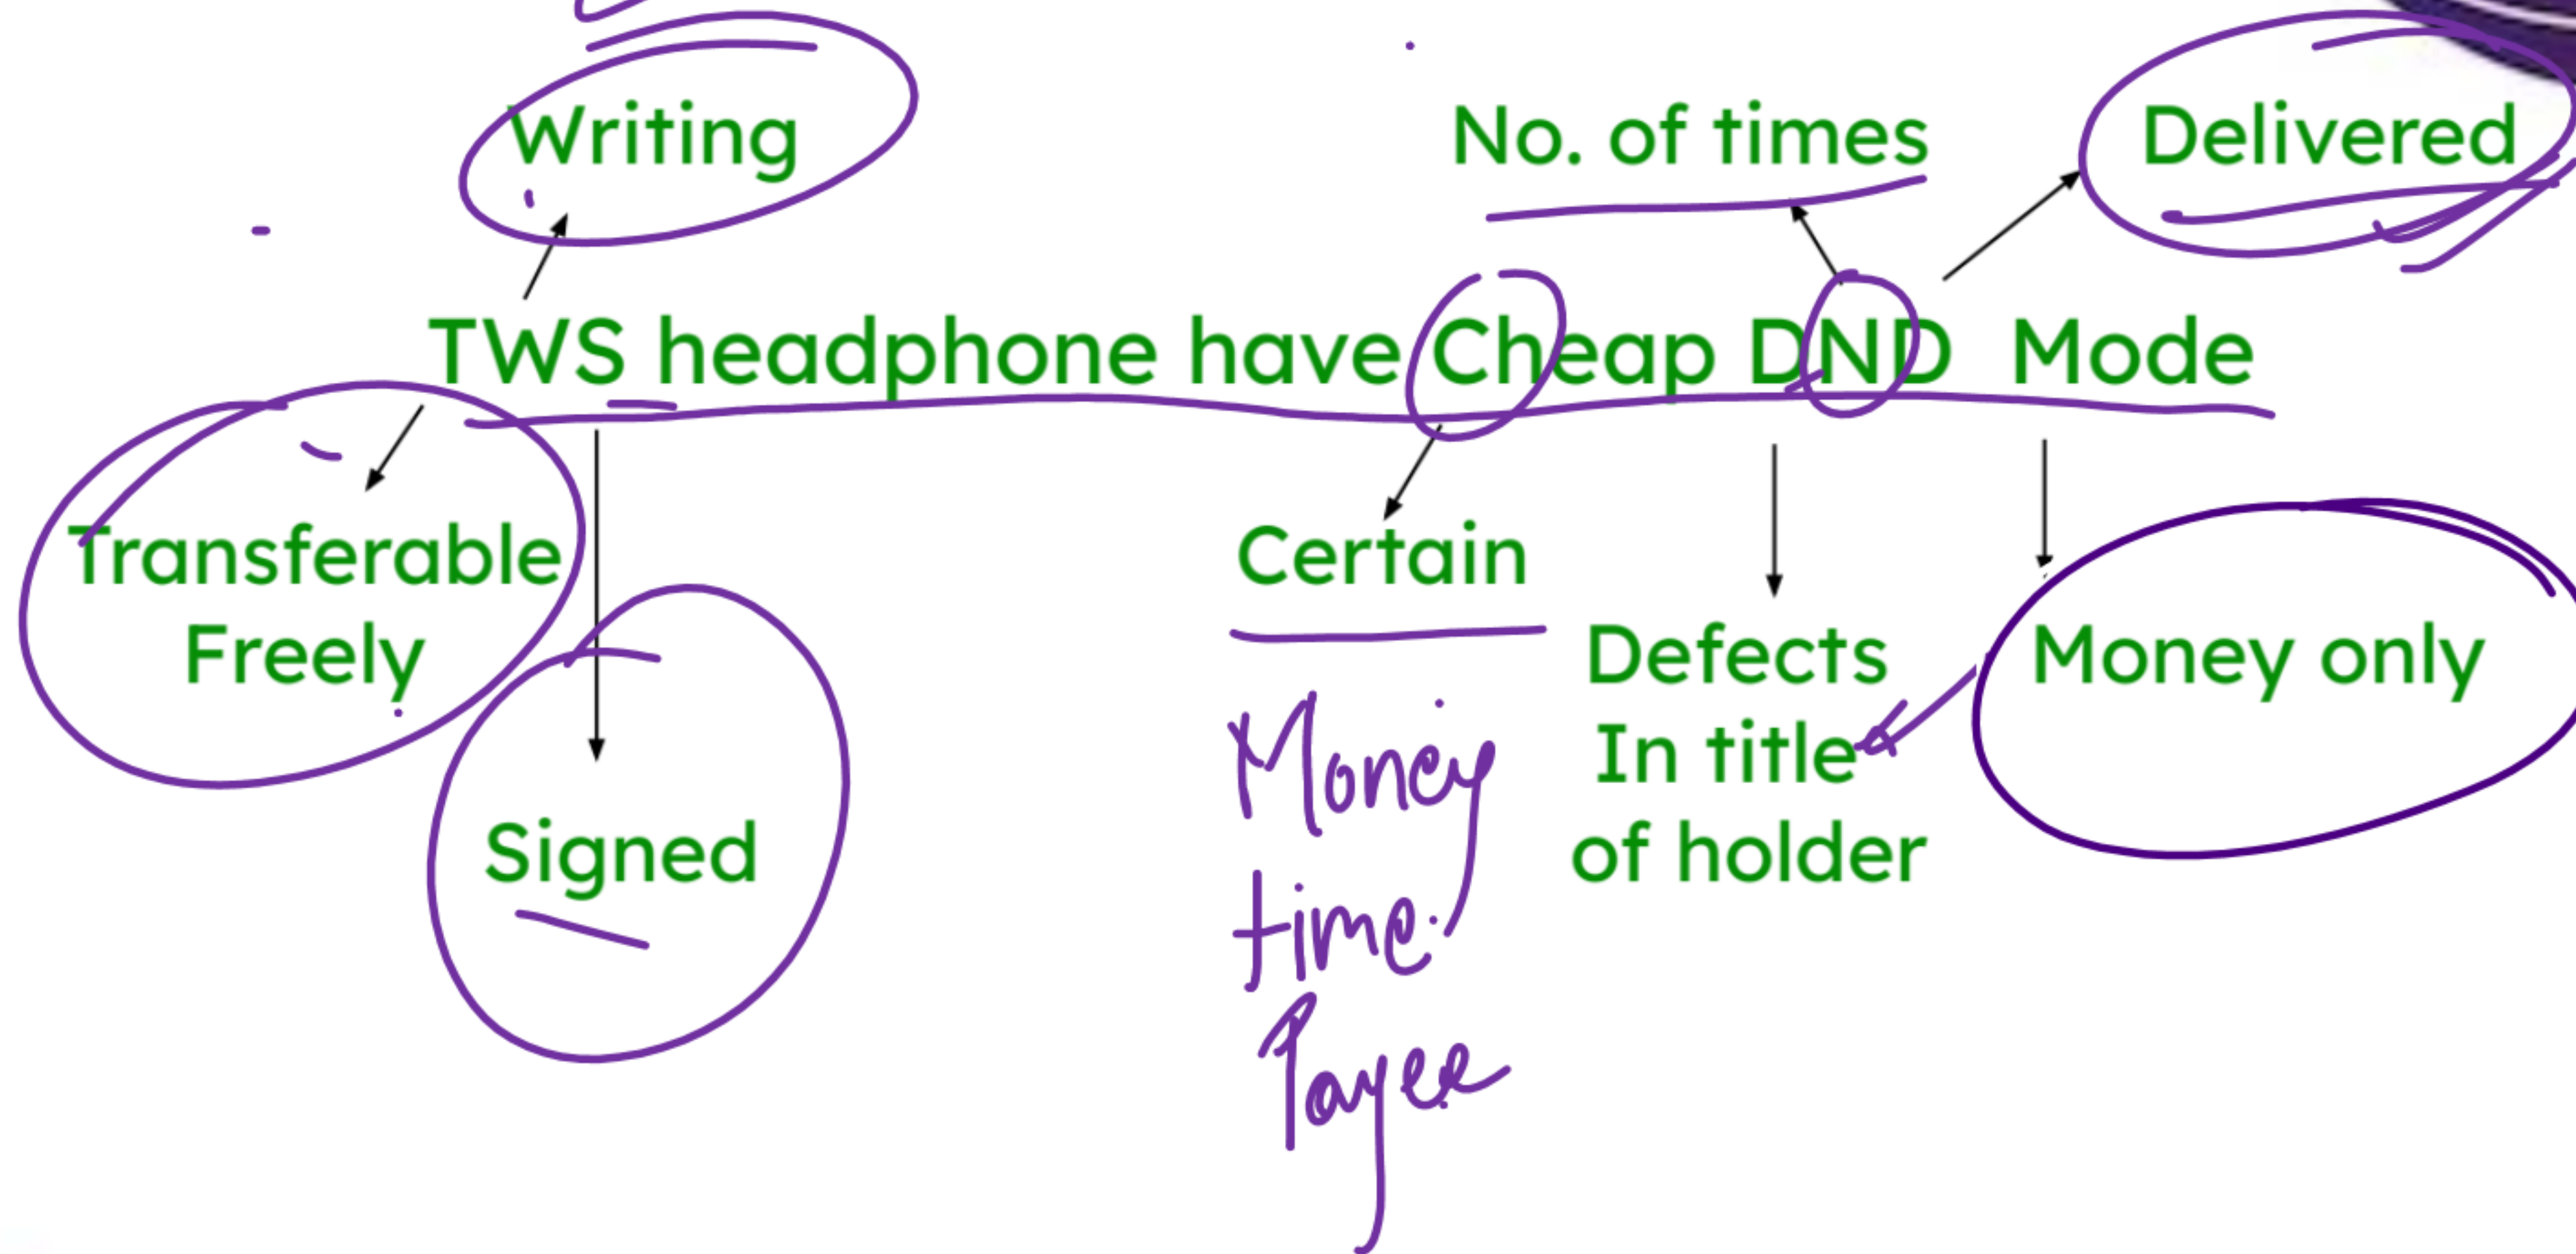 Writing
No. of times
Delivered
TWS headphone have Cheap DND Mode
Transferable
Freely
Signed
Certain
Money
time
Payee
Defects
In title
of holder
Money only